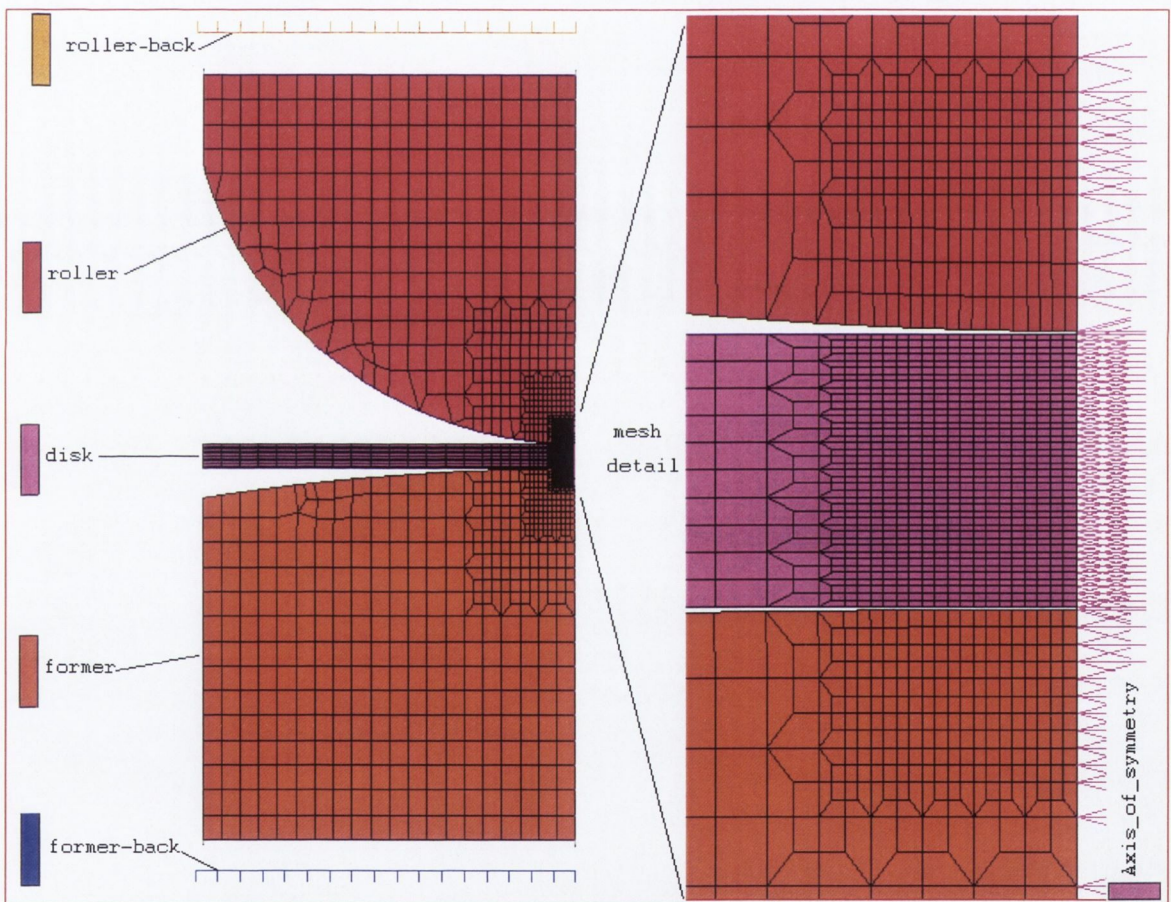 roller-back
roller
disk
former
former-back
mesh
detail
Axis_of_symmetry